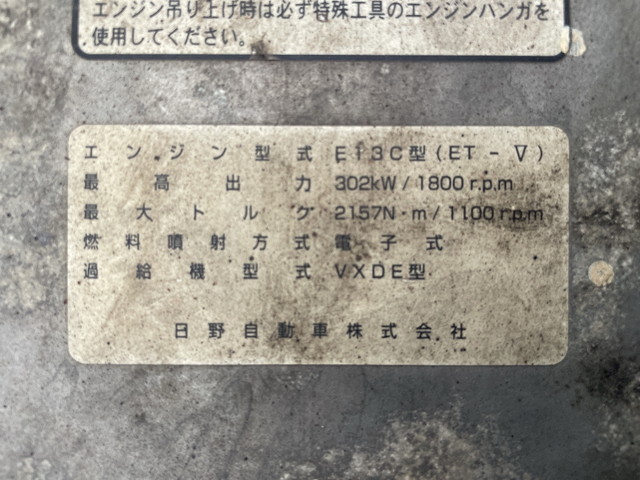 エンジン吊り上げ時は必ず特殊工具のエンジンハンガを
使用してください。
エンジン型式 E13C型(ET-Ⅴ)
最高出力 302kW/1800r.p.m
最大トルク 2157N・m/1100r.p.m
燃料噴射方式 電子式
過給機型式 VXDE型
日野自動車株式会社